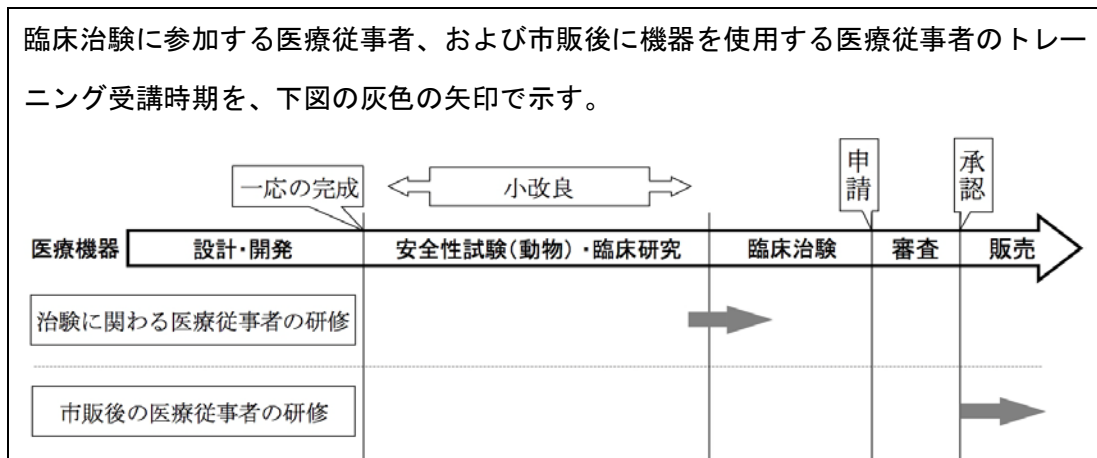 臨床治験に参加する医療従事者、および市販後に機器を使用する医療従事者のトレー
ニング受講時期を、下図の灰色の矢印で示す。
一応の完成
小改良
申請
承認
医療機器
設計・開発
安全性試験(動物)・臨床研究
臨床治験
審査
販売
治験に関わる医療従事者の研修
市販後の医療従事者の研修